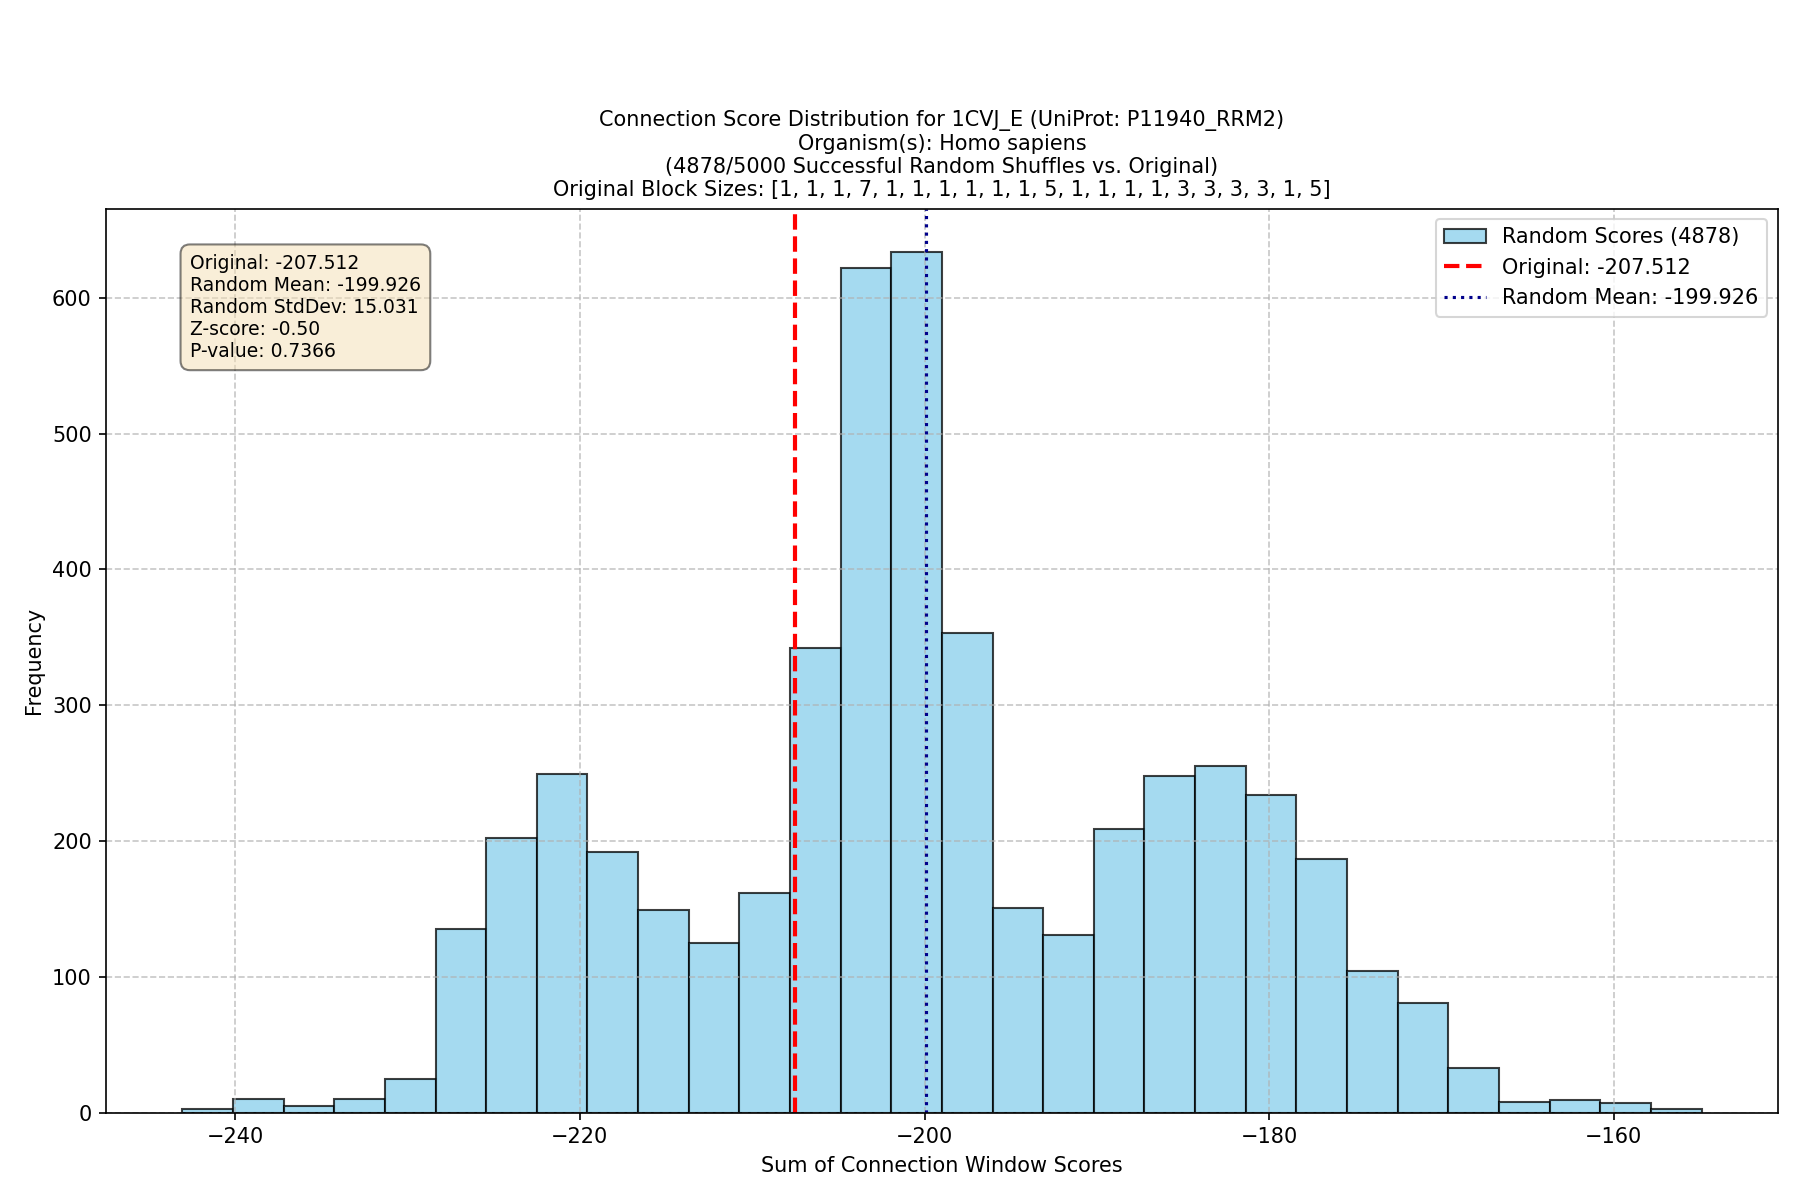 Connection Score Distribution for 1CVJ_E (UniProt: P11940_RRM2)
Organism(s): Homo sapiens
(4878/5000 Successful Random Shuffles vs. Original)
Original Block Sizes: [1, 1, 1, 7, 1, 1, 1, 1, 1, 1, 5, 1, 1, 1, 1, 3, 3, 3, 3, 1, 5]
Original: -207.512
Random Mean: -199.926
Random StdDev: 15.031
Z-score: -0.50
P-value: 0.7366
Random Scores (4878)
Original: -207.512
Random Mean: -199.926
Frequency
600
500
400
300
200
100
0
−240
−220
−200
−180
−160
Sum of Connection Window Scores